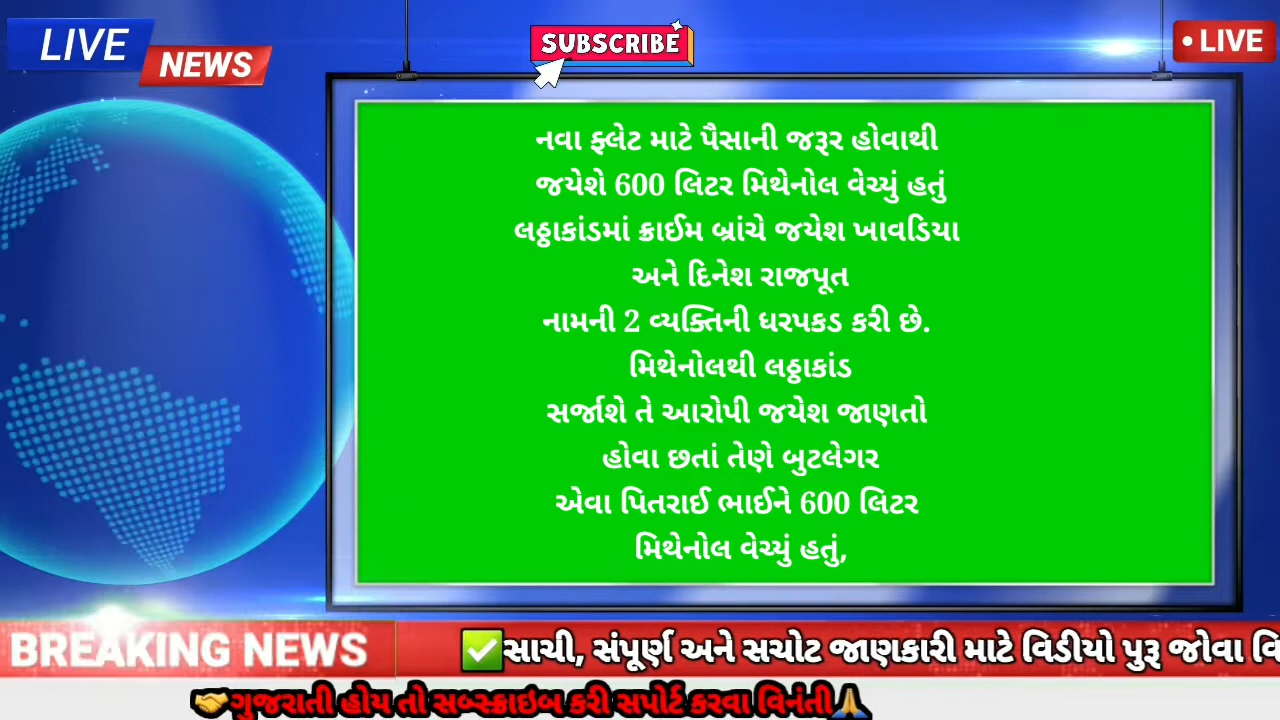 LIVE
NEWS
SUBSCRIBE
• LIVE
નવા ફ્લેટ માટે પૈસાની જરૂર હોવાથી
જયેશે 600 લિટર મિથેનોલ વેચ્યું હતું
લઠ્ઠાકાંડમાં ક્રાઈમ બ્રાંચે જયેશ ખાવડિયા
અને દિનેશ રાજપૂત
નામની 2 વ્યક્તિની ધરપકડ કરી છે.
મિથેનોલથી લઠ્ઠાકાંડ
સર્જાશે તે આરોપી જયેશ જાણતો
હોવા છતાં તેણે બુટલેગર
એવા પિતરાઈ ભાઈને 600 લિટર
મિથેનોલ વેચ્યું હતું,
BREAKING NEWS
✅સાચી, સંપૂર્ણ અને સચોટ જાણકારી માટે વિડીયો પુરૂ જોવા વિ
🤝ગુજરાતી હોય તો સબ્સ્ક્રાઇબ કરી સપોર્ટ કરવા વિનંતી🙏